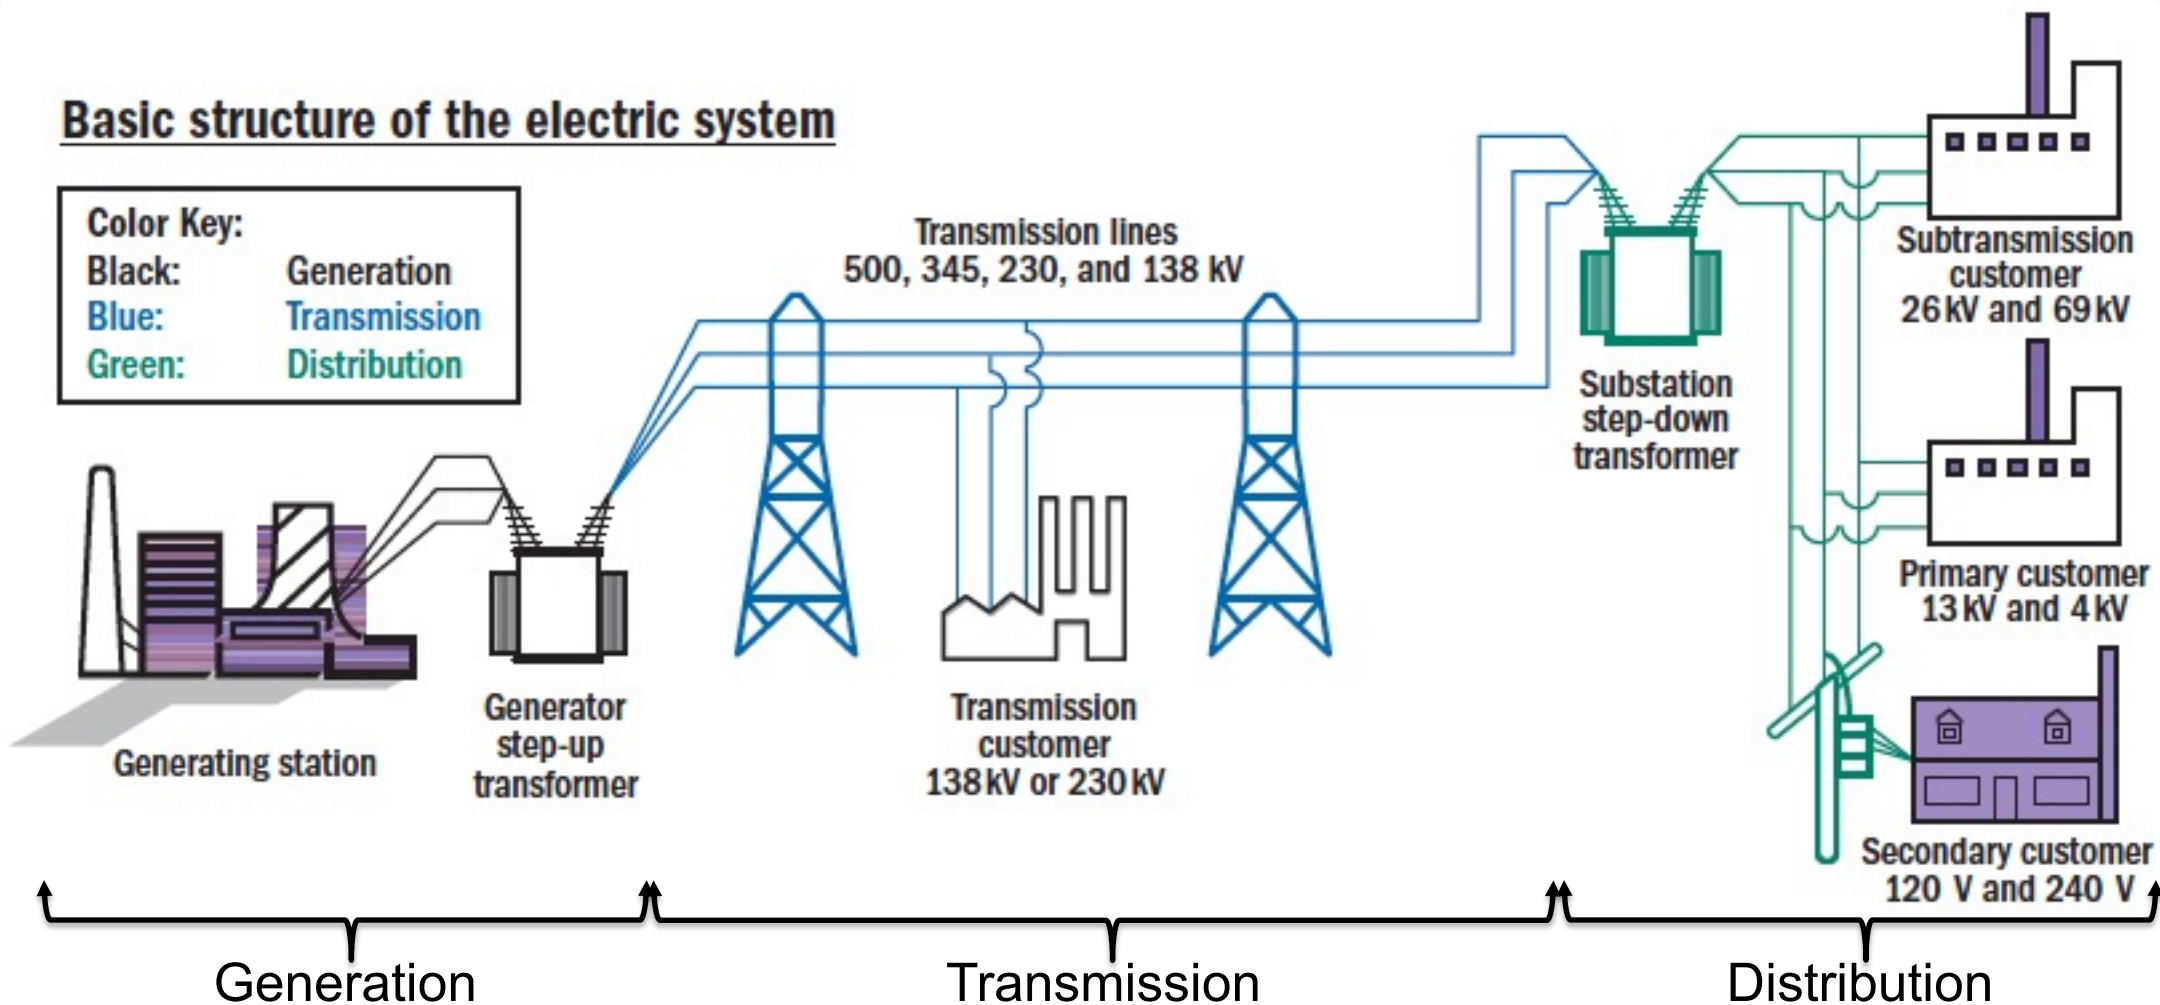 Basic structure of the electric system
Color Key:
Black: Generation
Blue: Transmission
Green: Distribution
Transmission lines
500, 345, 230, and 138 kV
Generating station
Generator
step-up
transformer
Transmission
customer
138 kV or 230 kV
Substation
step-down
transformer
Subtransmission
customer
26 kV and 69 kV
Primary customer
13 kV and 4 kV
Secondary customer
120 V and 240 V
Generation
Transmission
Distribution